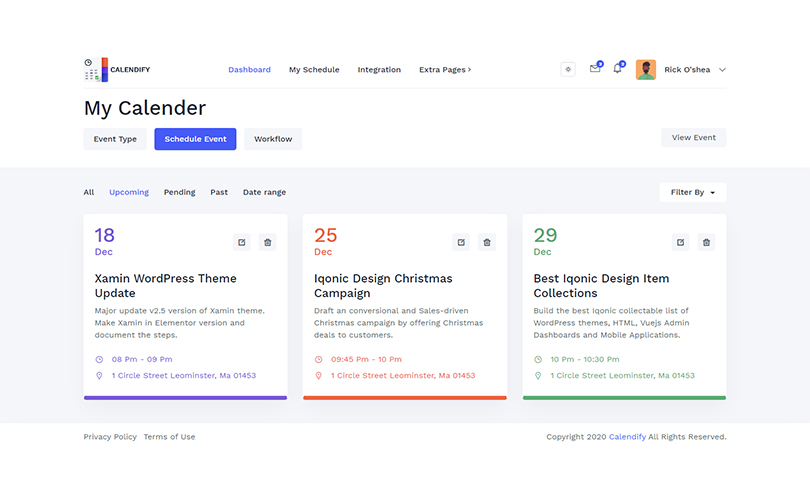 CALENDIFY
Dashboard My Schedule Integration Extra Pages
Rick O'shea
My Calender
Event Type Schedule Event Workflow View Event
All Upcoming Pending Past Date range Filter By
18
Dec
Xamin WordPress Theme
Update
Major update v2.5 version of Xamin theme.
Make Xamin in Elementor version and
document the steps.
08 Pm - 09 Pm
1 Circle Street Leominster, Ma 01453
25
Dec
Iqonic Design Christmas
Campaign
Draft an conversional and Sales-driven
Christmas campaign by offering Christmas
deals to customers.
09:45 Pm - 10 Pm
1 Circle Street Leominster, Ma 01453
29
Dec
Best Iqonic Design Item
Collections
Build the best Iqonic collectable list of
WordPress themes, HTML, Vuejs Admin
Dashboards and Mobile Applications.
10 Pm - 10:30 Pm
1 Circle Street Leominster, Ma 01453
Privacy Policy Terms of Use Copyright 2020 Calendify All Rights Reserved.